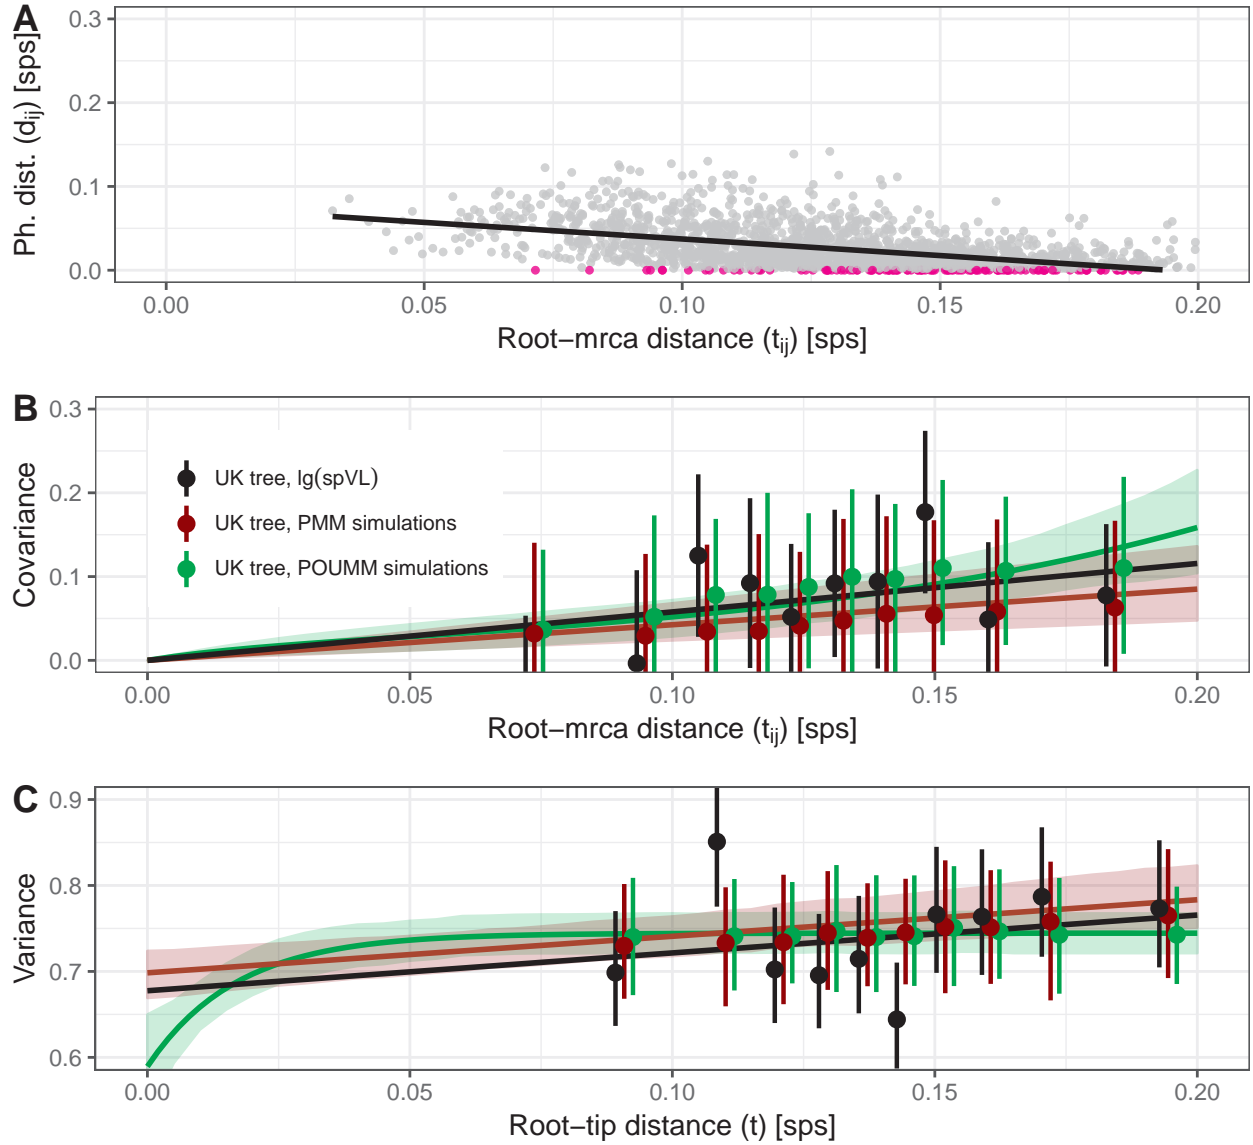 A
0.3
0.2
0.1
0.0
Ph. dist. (dij) [sps]
0.00 0.05 0.10 0.15 0.20
Root−mrca distance (tij) [sps]
B
0.3
0.2
0.1
0.0
Covariance
UK tree, lg(spVL)
UK tree, PMM simulations
UK tree, POUMM simulations
0.00 0.05 0.10 0.15 0.20
Root−mrca distance (tij) [sps]
C
0.9
0.8
0.7
0.6
Variance
0.00 0.05 0.10 0.15 0.20
Root−tip distance (t) [sps]